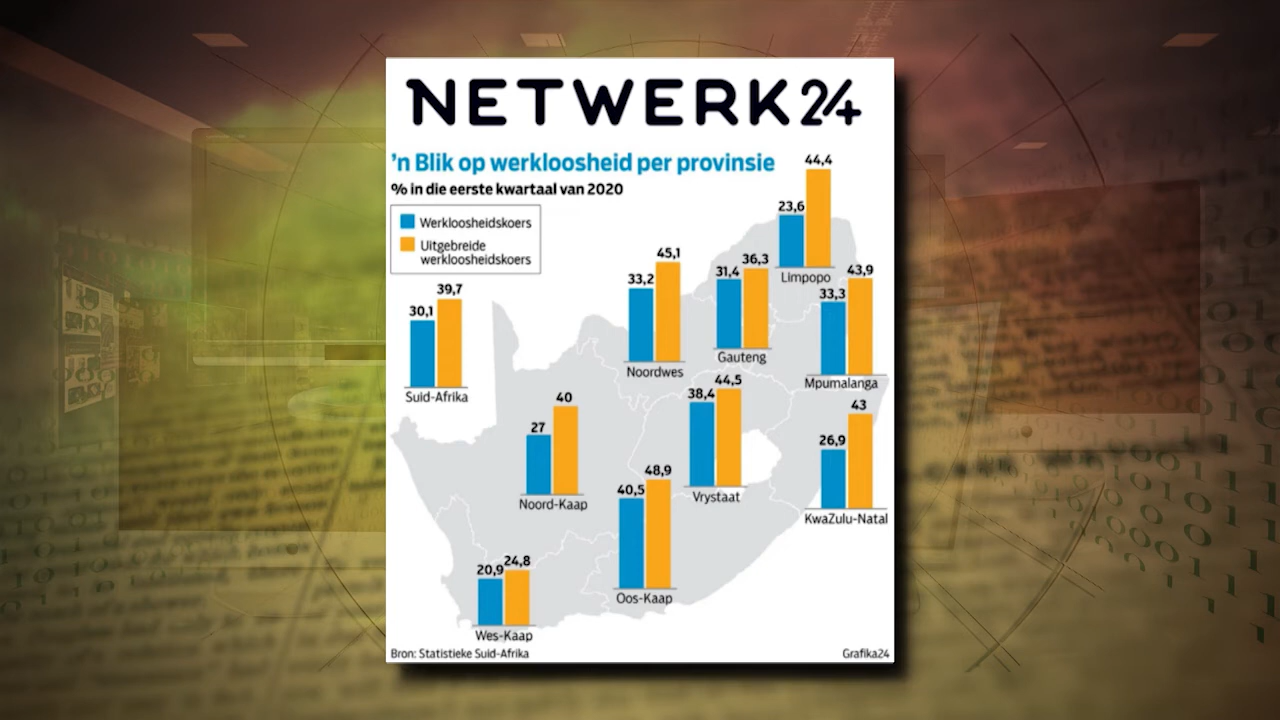 NETWERK24
'n Blik op werkloosheid per provinsie
% in die eerste kwartaal van 2020
Werkloosheidskoers
Uitgebreide
werkloosheidskoers
30,1
39,7
Suid-Afrika
33,2
45,1
Noordwes
31,4
36,3
Gauteng
23,6
44,4
Limpopo
33,3
43,9
Mpumalanga
27
40
Noord-Kaap
38,4
44,5
Vrystaat
26,9
43
KwaZulu-Natal
40,5
48,9
Oos-Kaap
20,9
24,8
Wes-Kaap
Bron: Statistieke Suid-Afrika
Grafika24